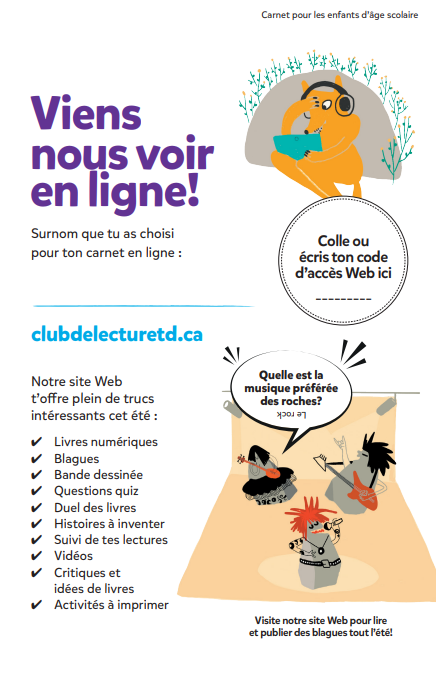 Carnet pour les enfants d'âge scolaire
Viens
nous voir
en ligne!
Surnom que tu as choisi
pour ton carnet en ligne :
Colle ou
écris ton code
d'accès Web ici
_________
clubdelecturetd.ca
Notre site Web
t'offre plein de trucs
intéressants cet été :
✔ Livres numériques
✔ Blagues
✔ Bande dessinée
✔ Questions quiz
✔ Duel des livres
✔ Histoires à inventer
✔ Suivi de tes lectures
✔ Vidéos
✔ Critiques et
idées de livres
✔ Activités à imprimer
Quelle est la
musique préférée
des roches?
Le rock
Visite notre site Web pour lire
et publier des blagues tout l'été!